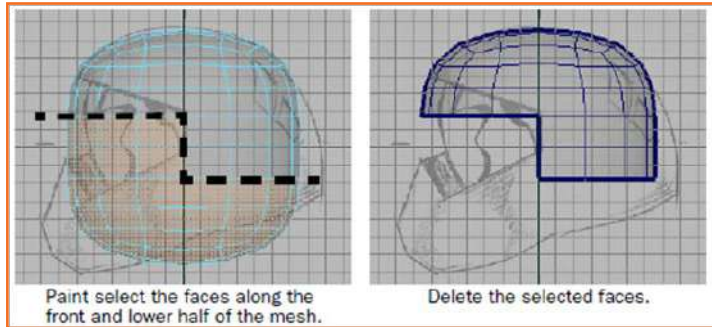 Paint select the faces along the
front and lower half of the mesh.
Delete the selected faces.